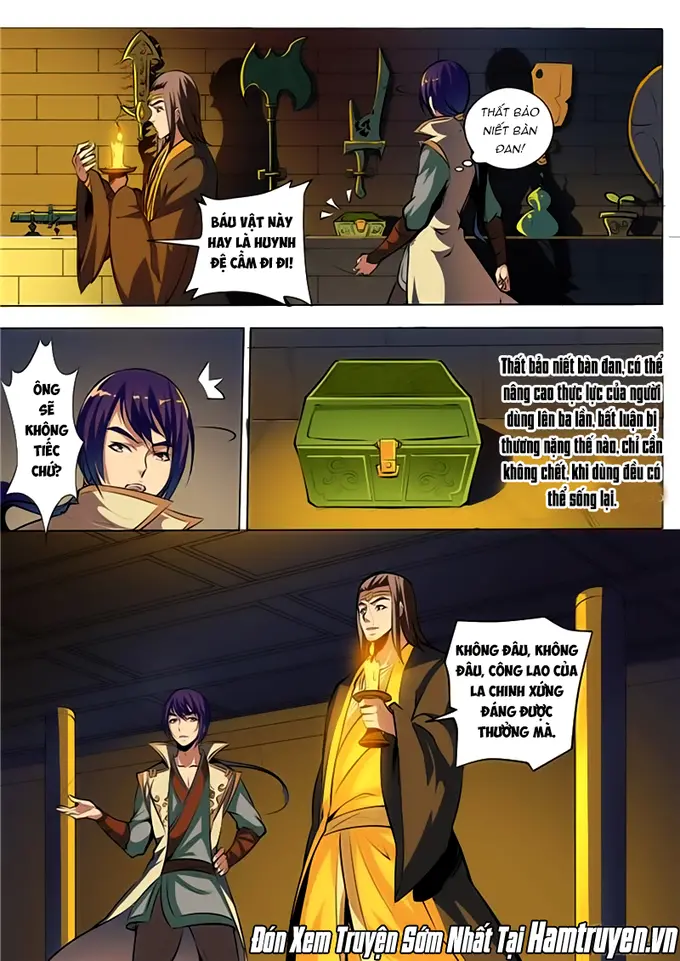 THẤT BẢO
NIẾT BÀN
ĐAN!
BÁU VẬT NÀY
HAY LÀ HUYNH
ĐỆ CẦM ĐI ĐI!
ÔNG
SẼ
KHÔNG
TIẾC
CHỨ?
Thất bảo niết bàn đan, có thể
nâng cao thực lực của người
dùng lên ba lần, bất luận bị
thương nặng thế nào, chỉ cần
không chết, khi dùng đều có
thể sống lại.
KHÔNG ĐÂU, KHÔNG
ĐÂU, CÔNG LAO CỦA
LA CHINH XỨNG
ĐÁNG ĐƯỢC
THƯỞNG MÀ.
Đón Xem Truyện Sớm Nhất Tại Hamtruyen.vn